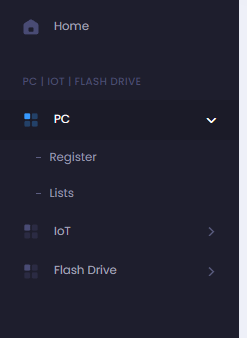 Home
PC | IOT | FLASH DRIVE
PC
– Register
– Lists
IoT
Flash Drive